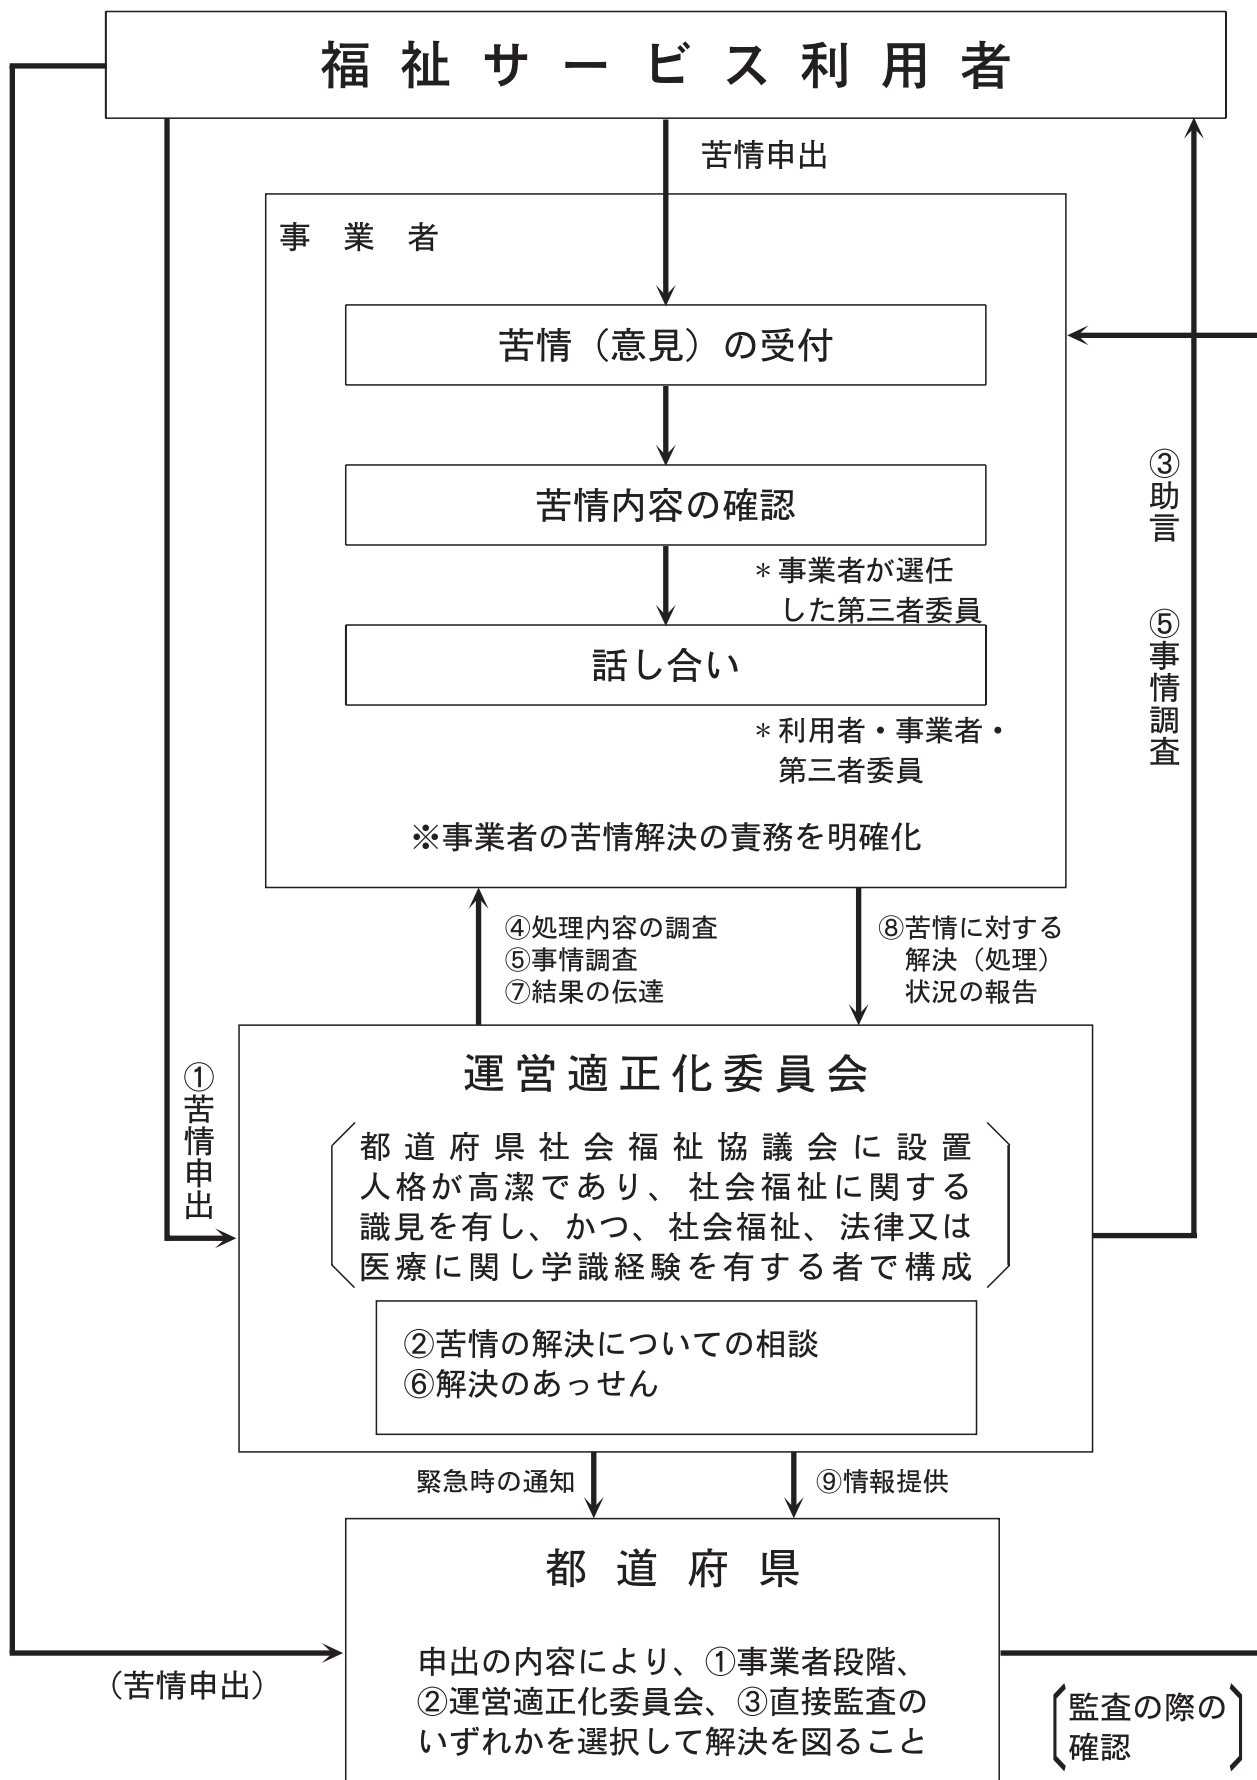 福祉サービス利用者
苦情申出
事業者
苦情（意見）の受付
苦情内容の確認
＊事業者が選任
した第三者委員
話し合い
＊利用者・事業者・
第三者委員
※事業者の苦情解決の責務を明確化
③助言
⑤事情調査
④処理内容の調査
⑤事情調査
⑦結果の伝達
⑧苦情に対する
解決（処理）
状況の報告
①苦情申出
運営適正化委員会
都道府県社会福祉協議会に設置
人格が高潔であり、社会福祉に関する
識見を有し、かつ、社会福祉、法律又は
医療に関し学識経験を有する者で構成
②苦情の解決についての相談
⑥解決のあっせん
緊急時の通知
⑨情報提供
都道府県
申出の内容により、①事業者段階、
②運営適正化委員会、③直接監査の
いずれかを選択して解決を図ること
（苦情申出）
監査の際の
確認